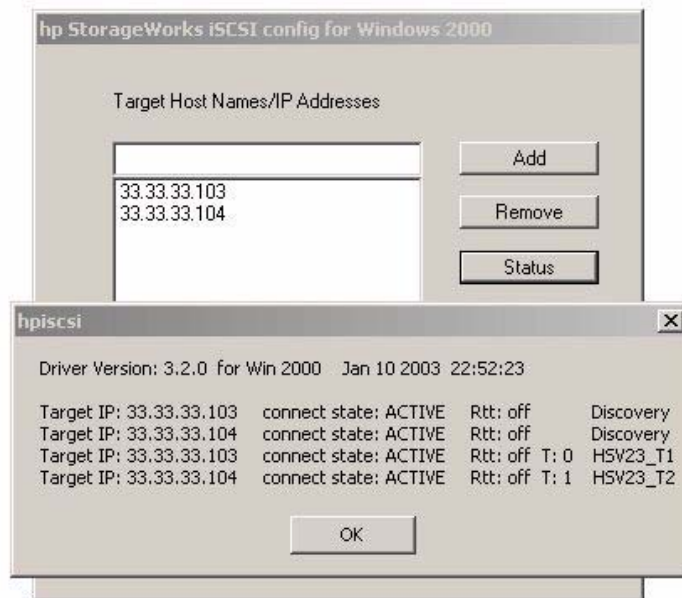 hp StorageWorks iSCSI config for Windows 2000
Target Host Names/IP Addresses
Add
33.33.33.103
33.33.33.104
Remove
Status
hpiscsi
Driver Version: 3.2.0 for Win 2000 Jan 10 2003 22:52:23
Target IP: 33.33.33.103 connect state: ACTIVE Rtt: off Discovery
Target IP: 33.33.33.104 connect state: ACTIVE Rtt: off Discovery
Target IP: 33.33.33.103 connect state: ACTIVE Rtt: off T: 0 HSV23_T1
Target IP: 33.33.33.104 connect state: ACTIVE Rtt: off T: 1 HSV23_T2
OK